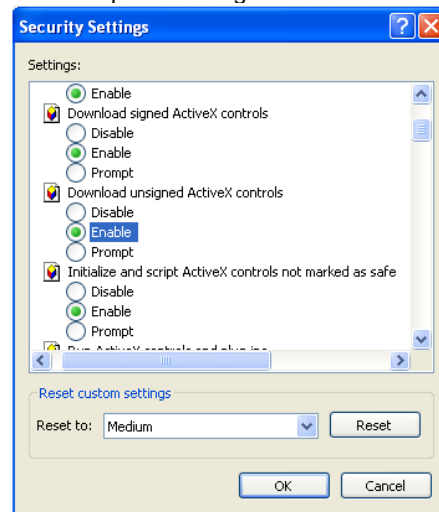 Security Settings
Settings:
Enable
Download signed ActiveX controls
Disable
Enable
Prompt
Download unsigned ActiveX controls
Disable
Enable
Prompt
Initialize and script ActiveX controls not marked as safe
Disable
Enable
Prompt
Reset custom settings
Reset to: Medium Reset
OK Cancel